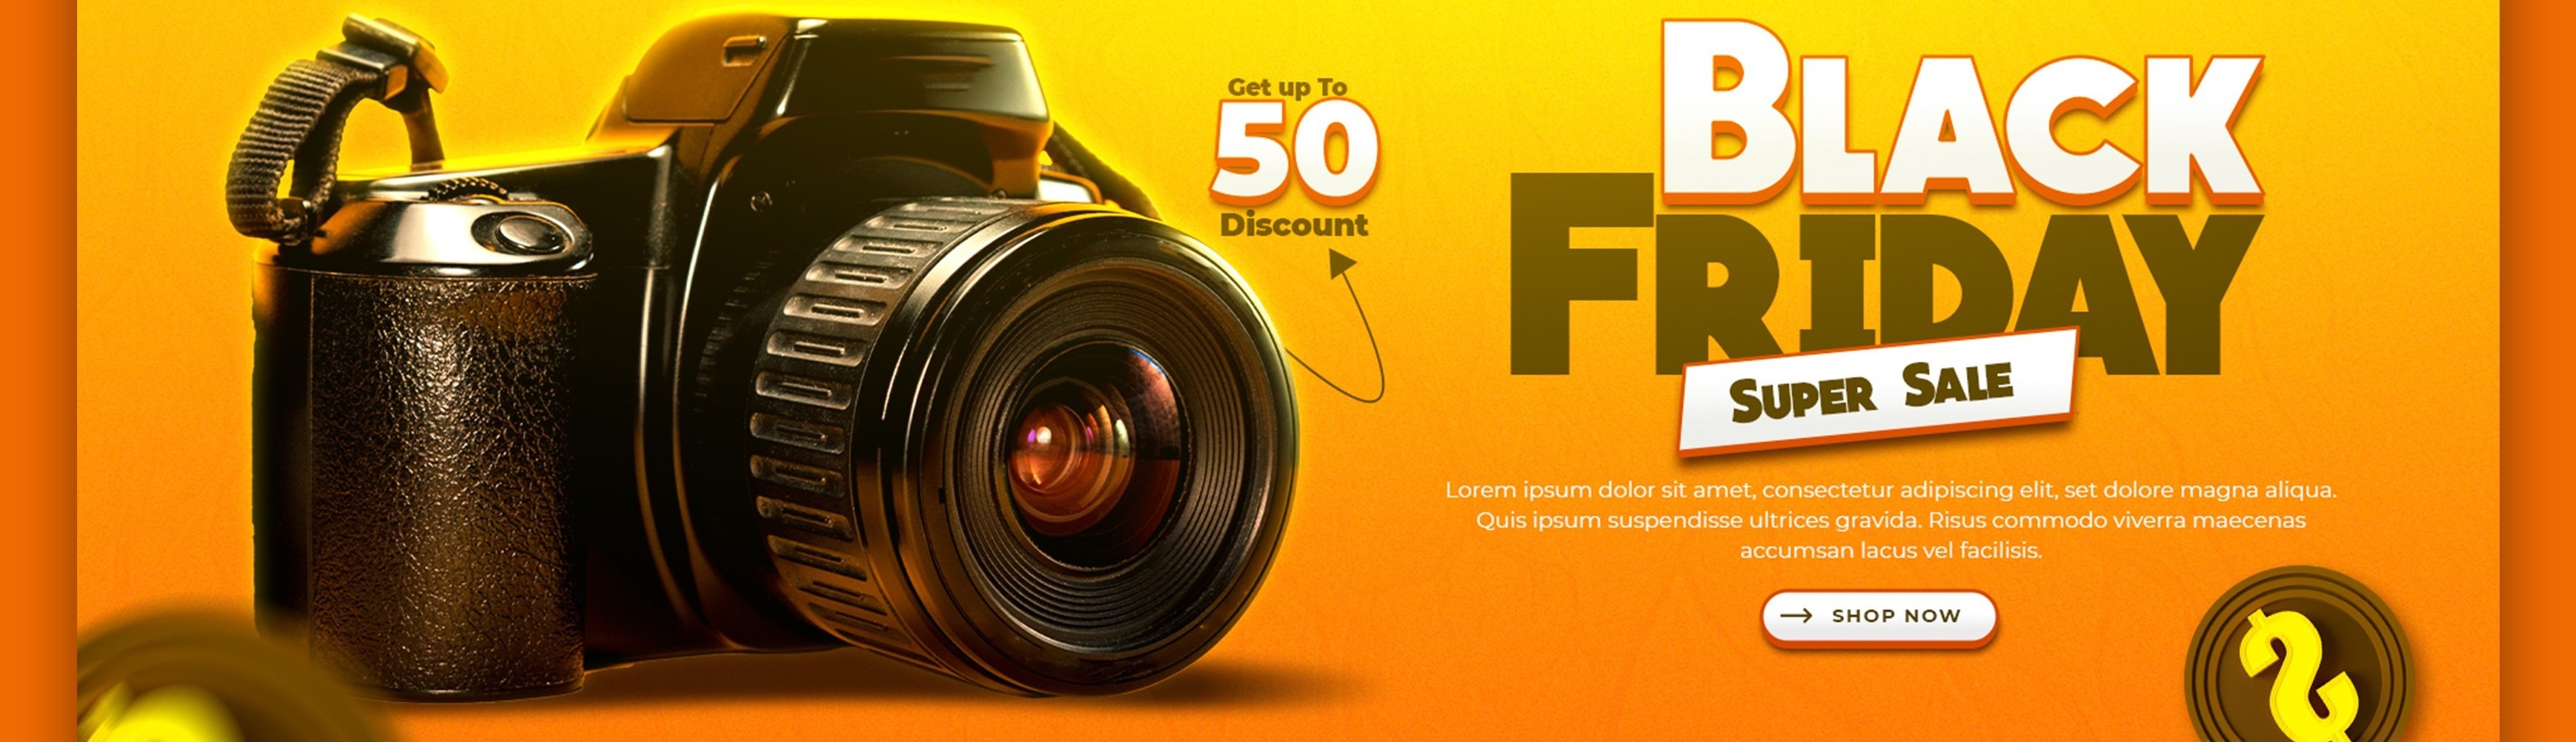 Get up To
50
Discount
BLACK
FRIDAY
SUPER SALE
Lorem ipsum dolor sit amet, consectetur adipiscing elit, set dolore magna aliqua.
Quis ipsum suspendisse ultrices gravida. Risus commodo viverra maecenas
accumsan lacus vel facilisis.
SHOP NOW
$